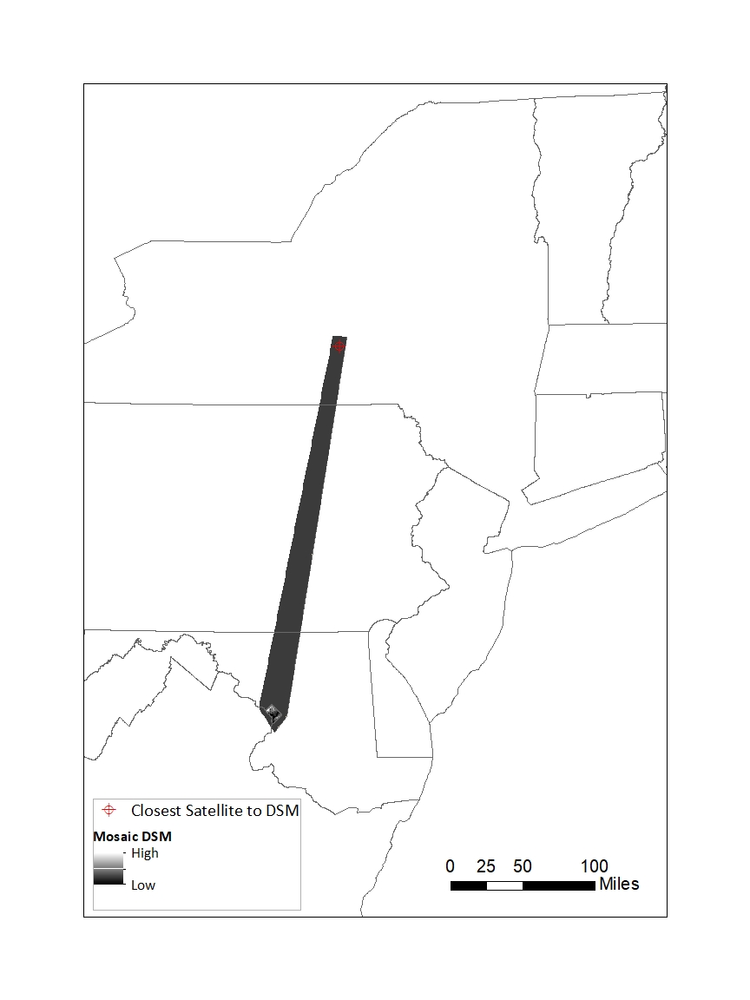 Closest Satellite to DSM
Mosaic DSM
High
Low
0 25 50 100
Miles